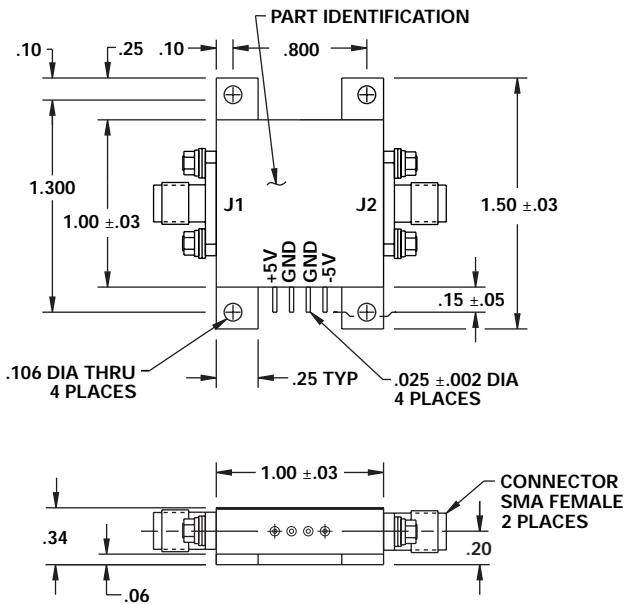 PART IDENTIFICATION
.10
.25
.10
.800
1.300
1.00 ±.03
J1
J2
1.50 ±.03
+5V
GND
GND
-5V
.15 ±.05
.106 DIA THRU
4 PLACES
.25 TYP
.025 ±.002 DIA
4 PLACES
1.00 ±.03
CONNECTOR
SMA FEMALE
2 PLACES
.34
.20
.06